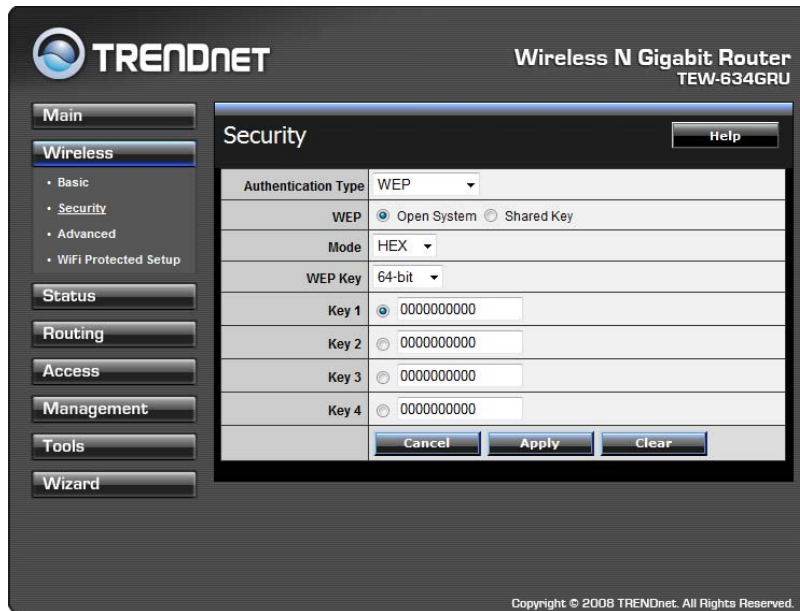 TRENDNET
Wireless N Gigabit Router
TEW-634GRU
Main
Wireless
• Basic
• Security
• Advanced
• WiFi Protected Setup
Status
Routing
Access
Management
Tools
Wizard
Security
Help
Authentication Type WEP
WEP Open System Shared Key
Mode HEX
WEP Key 64-bit
Key 1 0000000000
Key 2 0000000000
Key 3 0000000000
Key 4 0000000000
Cancel Apply Clear
Copyright © 2008 TRENDnet. All Rights Reserved.